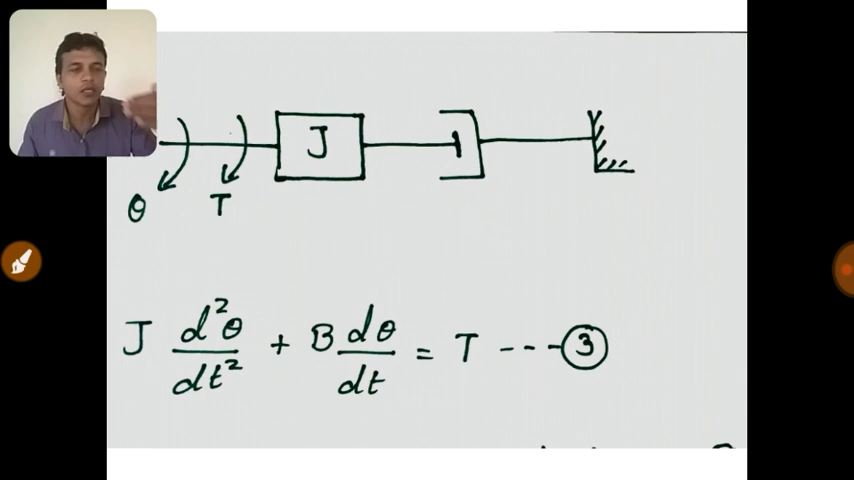 J
θ T
J d²θ/dt² + B dθ/dt = T ---③